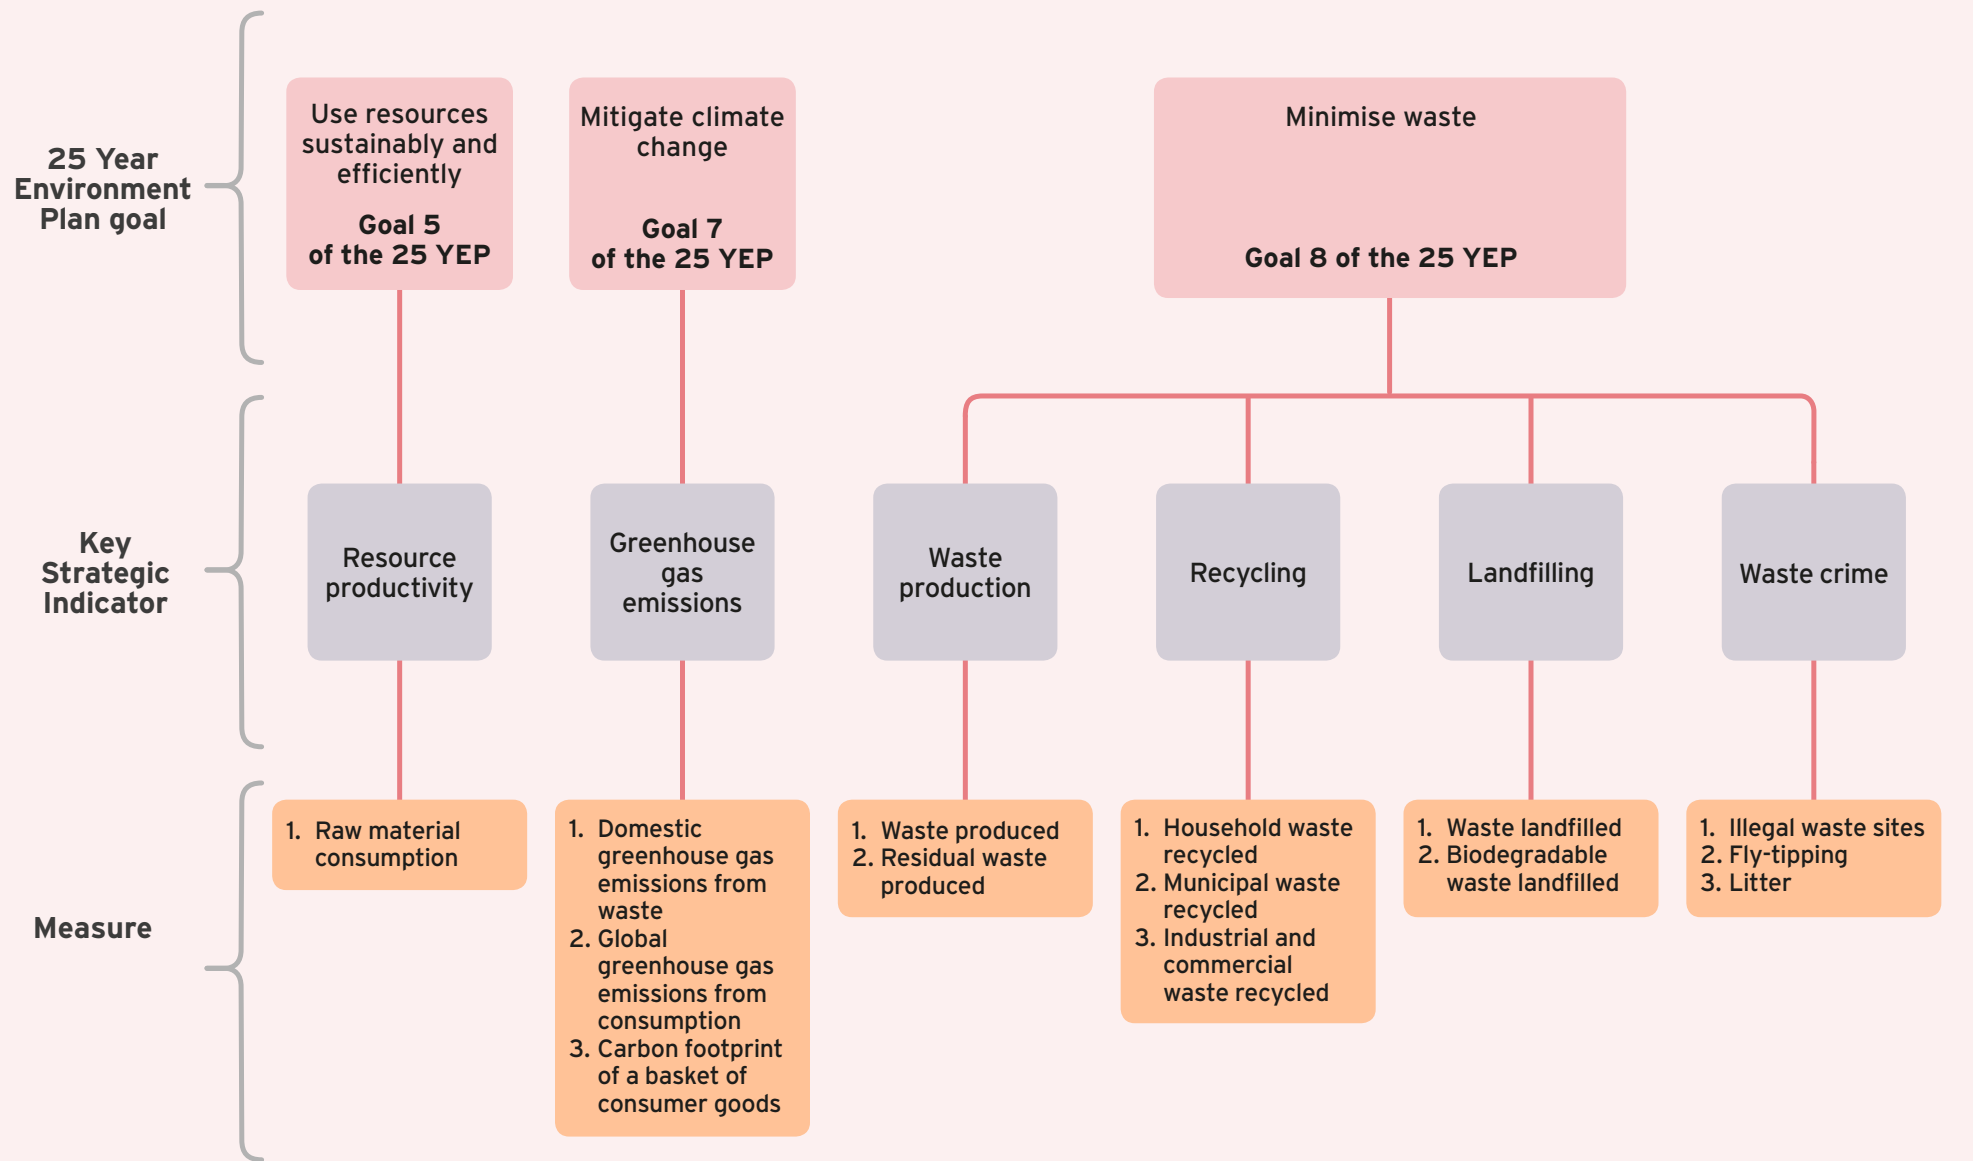 25 Year
Environment
Plan goal
Use resources
sustainably and
efficiently
Goal 5
of the 25 YEP
Mitigate climate
change
Goal 7
of the 25 YEP
Minimise waste
Goal 8 of the 25 YEP
Key
Strategic
Indicator
Resource
productivity
Greenhouse
gas
emissions
Waste
production
Recycling
Landfilling
Waste crime
Measure
1. Raw material
consumption
1. Domestic
greenhouse gas
emissions from
waste
2. Global
greenhouse gas
emissions from
consumption
3. Carbon footprint
of a basket of
consumer goods
1. Waste produced
2. Residual waste
produced
1. Household waste
recycled
2. Municipal waste
recycled
3. Industrial and
commercial
waste recycled
1. Waste landfilled
2. Biodegradable
waste landfilled
1. Illegal waste sites
2. Fly-tipping
3. Litter